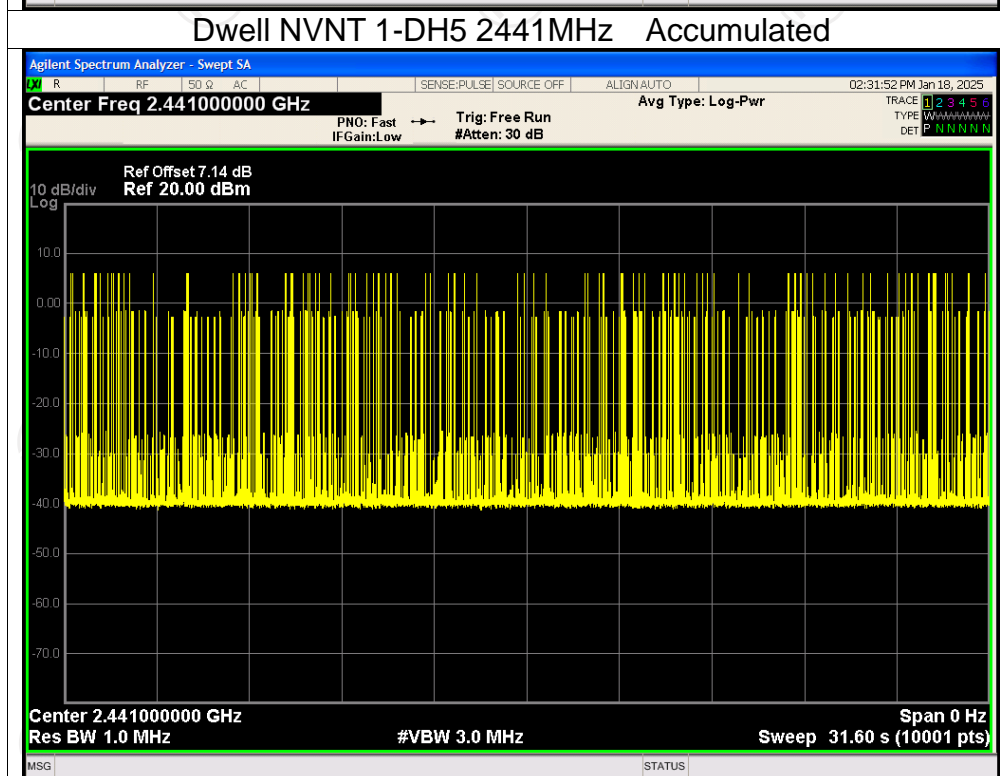 Dwell NVNT 1-DH5 2441MHz Accumulated
Agilent Spectrum Analyzer - Swept SA
LXI R RF 50 Ω AC SENSE:PULSE SOURCE OFF ALIGN AUTO 02:31:52 PM Jan 18, 2025
Center Freq 2.441000000 GHz Avg Type: Log-Pwr TRACE 1 2 3 4 5 6
PNO: Fast Trig: Free Run TYPE WWWWWW
IFGain:Low #Atten: 30 dB DET P N N N N N
Ref Offset 7.14 dB
10 dB/div Ref 20.00 dBm
Log
10.0
0.00
-10.0
-20.0
-30.0
-40.0
-50.0
-60.0
-70.0
Center 2.441000000 GHz Span 0 Hz
Res BW 1.0 MHz #VBW 3.0 MHz Sweep 31.60 s (10001 pts)
MSG STATUS